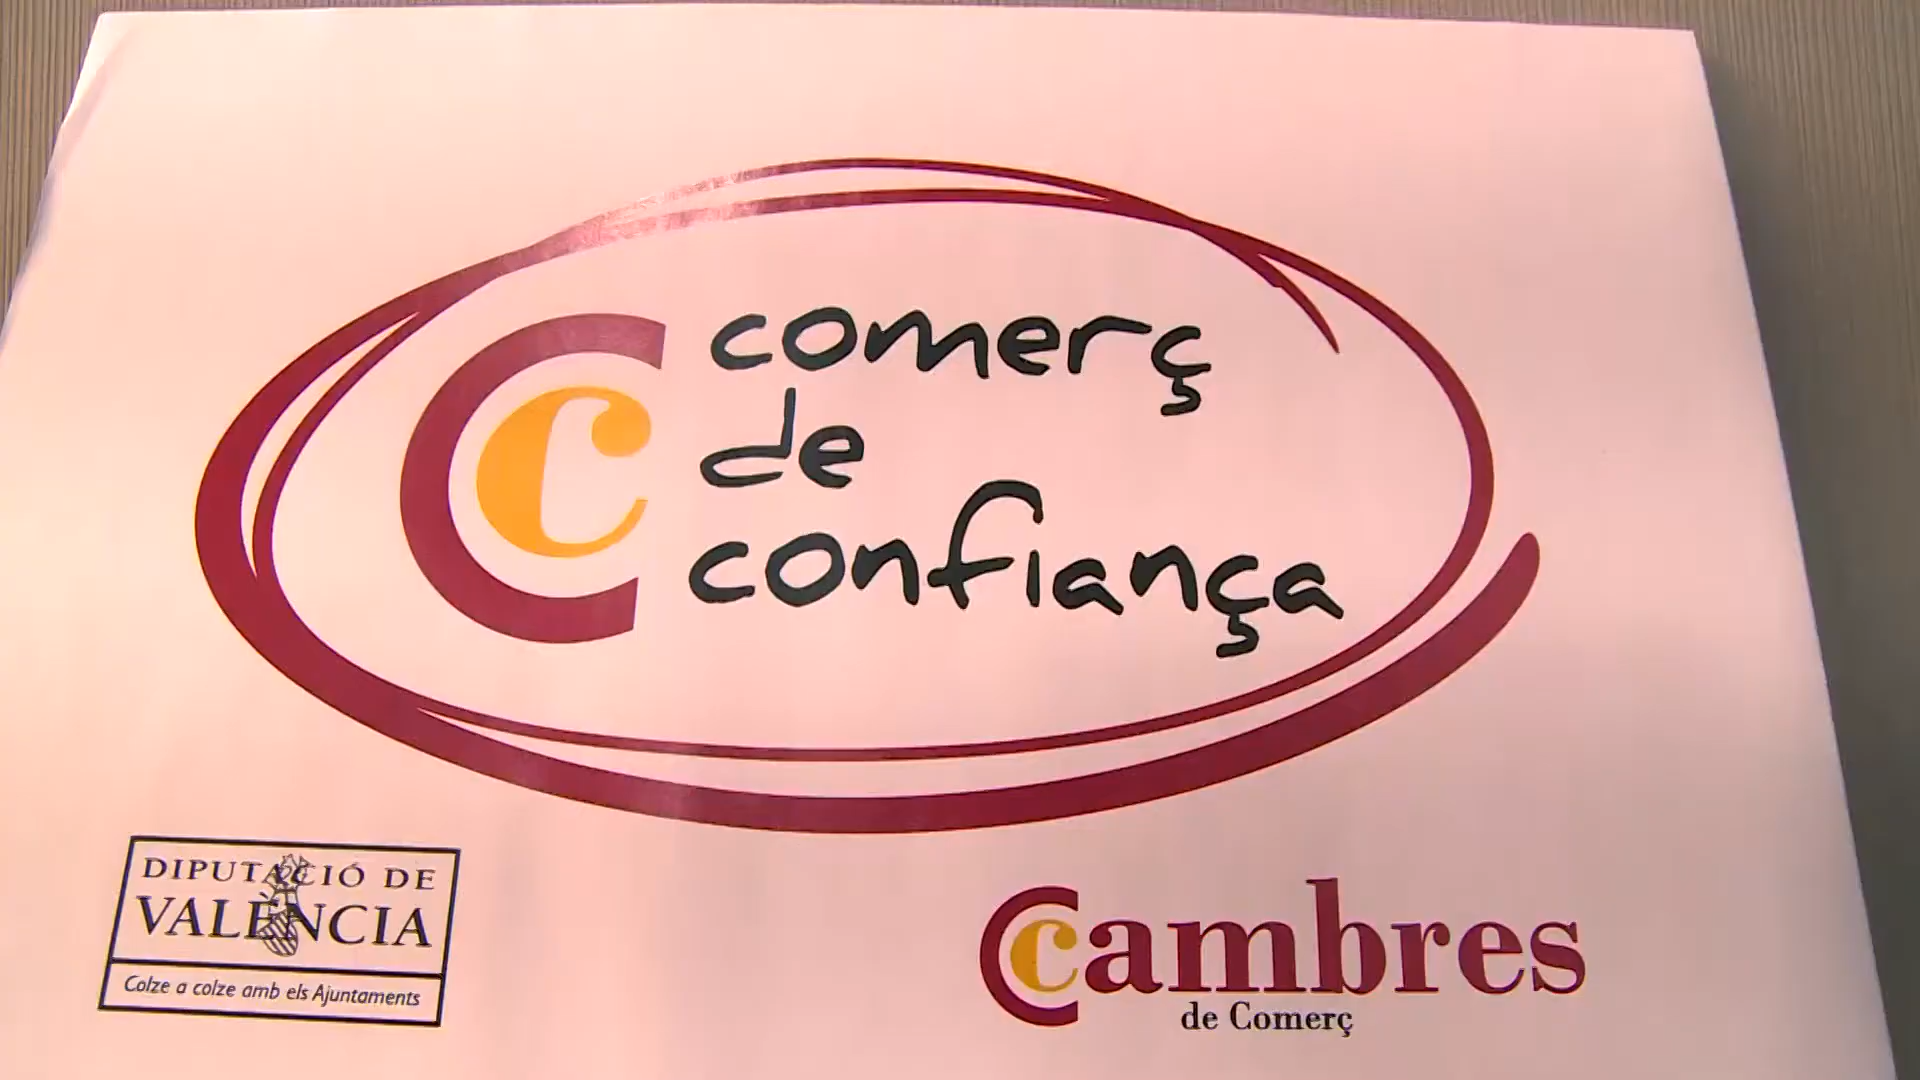 comerç
de
confiança
DIPUTACIÓ DE
VALÈNCIA
Colze a colze amb els Ajuntaments
Cambres
de Comerç